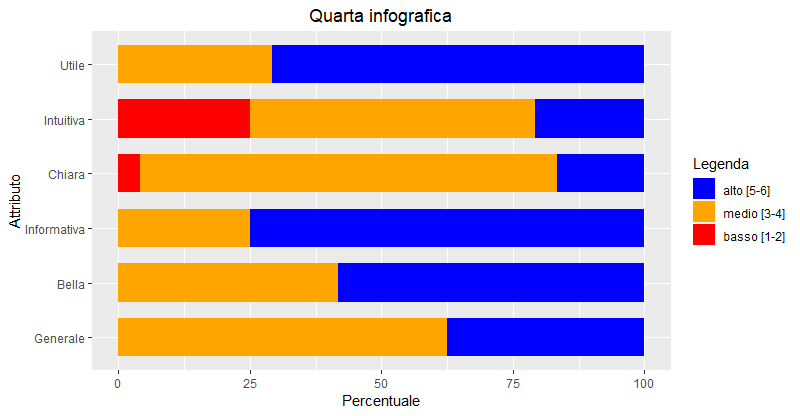 Quarta infografica
Attributo
Utile
Intuitiva
Chiara
Informativa
Bella
Generale
0 25 50 75 100
Percentuale
Legenda
alto [5-6]
medio [3-4]
basso [1-2]